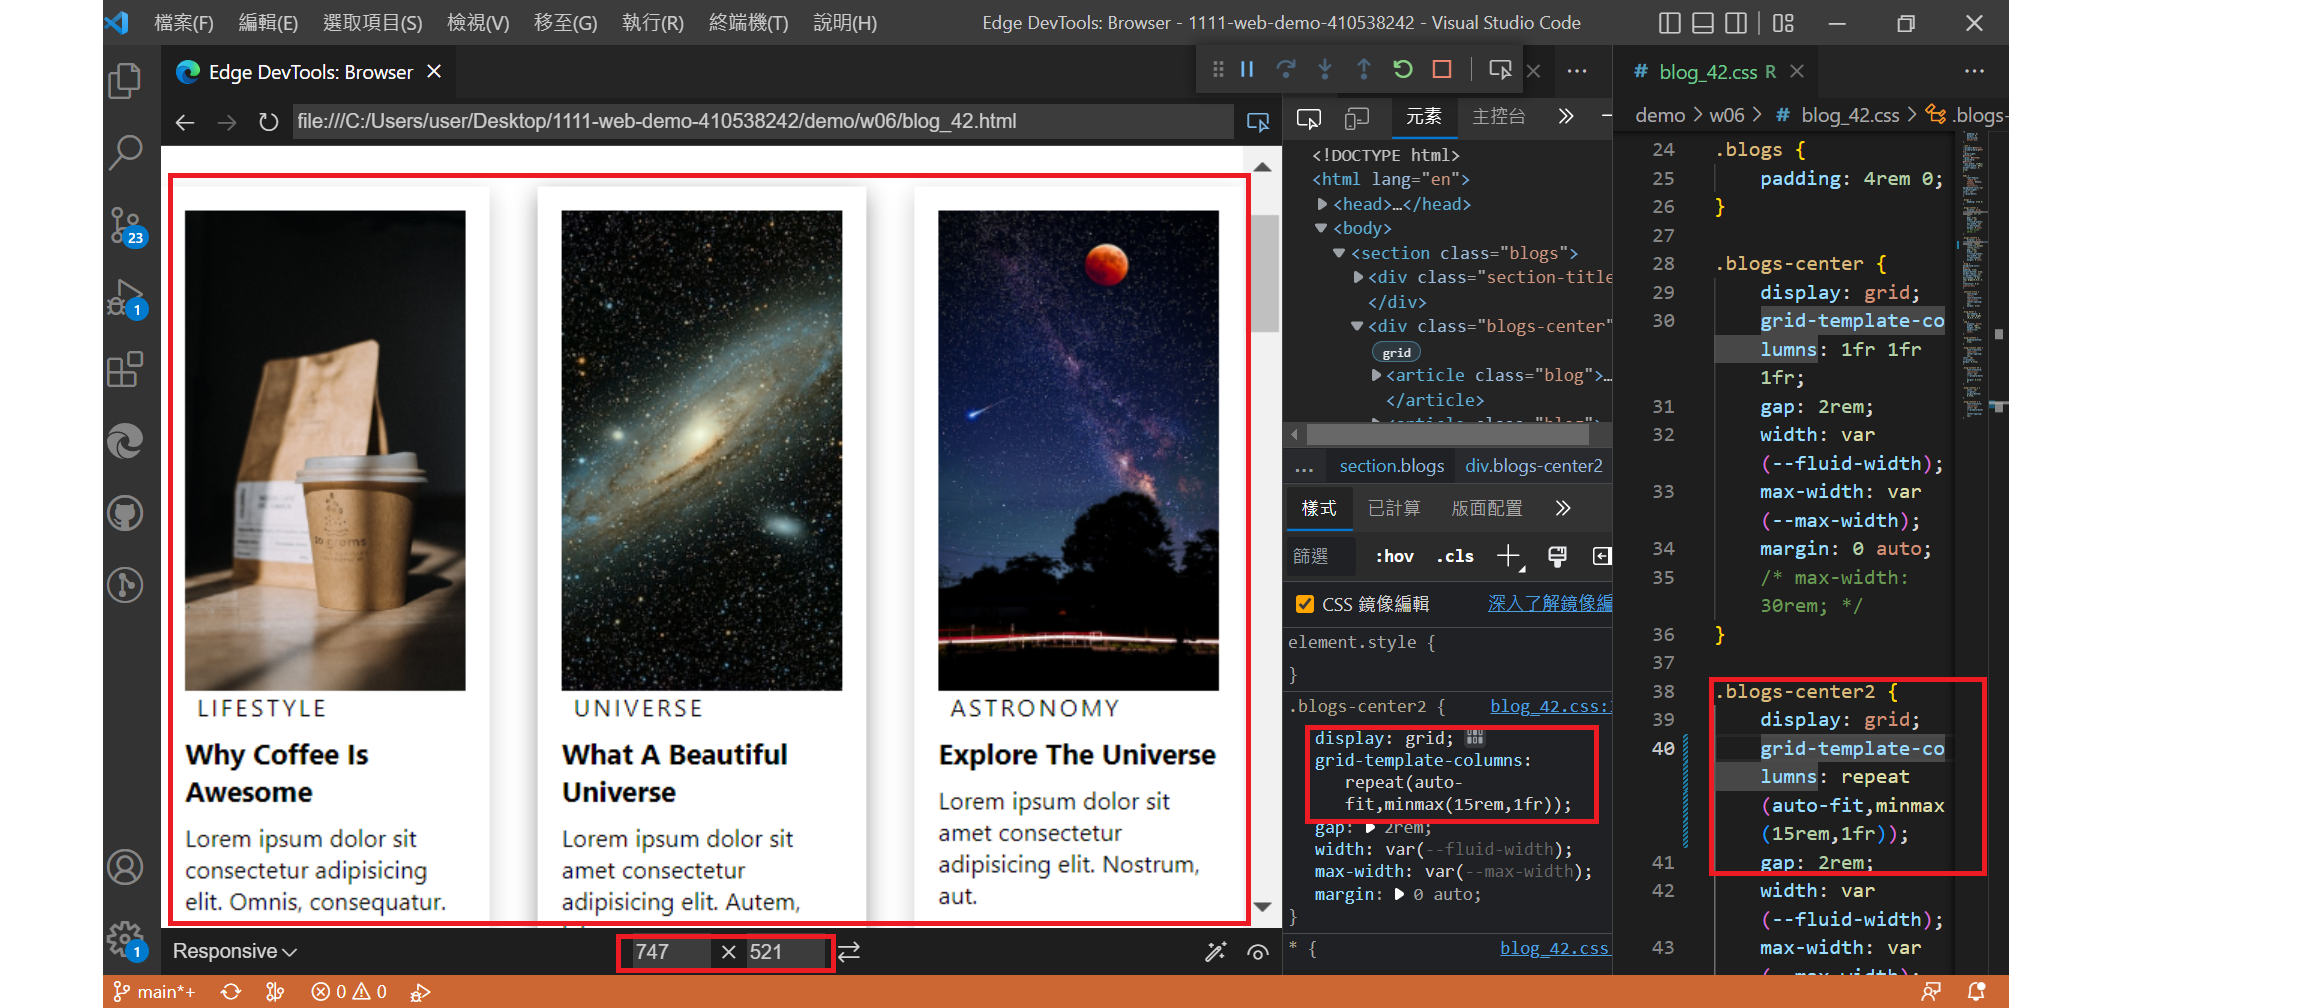 檔案(F) 編輯(E) 選取項目(S) 檢視(V) 移至(G) 執行(R) 終端機(T) 說明(H) Edge DevTools: Browser - 1111-web-demo-410538242 - Visual Studio Code
Edge DevTools: Browser
file:///C:/Users/user/Desktop/1111-web-demo-410538242/demo/w06/blog_42.html
23
1
1
LIFESTYLE
Why Coffee Is
Awesome
Lorem ipsum dolor sit
consectetur adipisicing
elit. Omnis, consequatur.
UNIVERSE
What A Beautiful
Universe
Lorem ipsum dolor sit
amet consectetur
adipisicing elit. Autem,
ASTRONOMY
Explore The Universe
Lorem ipsum dolor sit
amet consectetur
adipisicing elit. Nostrum,
aut.
Responsive 747 × 521
元素 主控台
<!DOCTYPE html>
<html lang="en">
<head>…</head>
<body>
<section class="blogs">
<div class="section-title
</div>
<div class="blogs-center"
grid
<article class="blog">…
</article>
… section.blogs div.blogs-center2
樣式 已計算 版面配置
篩選 :hov .cls
CSS 鏡像編輯 深入了解鏡像編
element.style {
}
.blogs-center2 { blog_42.css:
display: grid;
grid-template-columns:
repeat(auto-
fit,minmax(15rem,1fr));
gap: 2rem;
width: var(--fluid-width);
max-width: var(--max-width);
margin: 0 auto;
}
* { blog_42.css
# blog_42.css R
demo > w06 > # blog_42.css > .blogs-
24 .blogs {
25 padding: 4rem 0;
26 }
27
28 .blogs-center {
29 display: grid;
30 grid-template-co
lumns: 1fr 1fr
1fr;
31 gap: 2rem;
32 width: var
(--fluid-width);
33 max-width: var
(--max-width);
34 margin: 0 auto;
35 /* max-width:
30rem; */
36 }
37
38 .blogs-center2 {
39 display: grid;
40 grid-template-co
lumns: repeat
(auto-fit,minmax
(15rem,1fr));
41 gap: 2rem;
42 width: var
(--fluid-width);
43 max-width: var
(--max-width);
main*+ 0 0